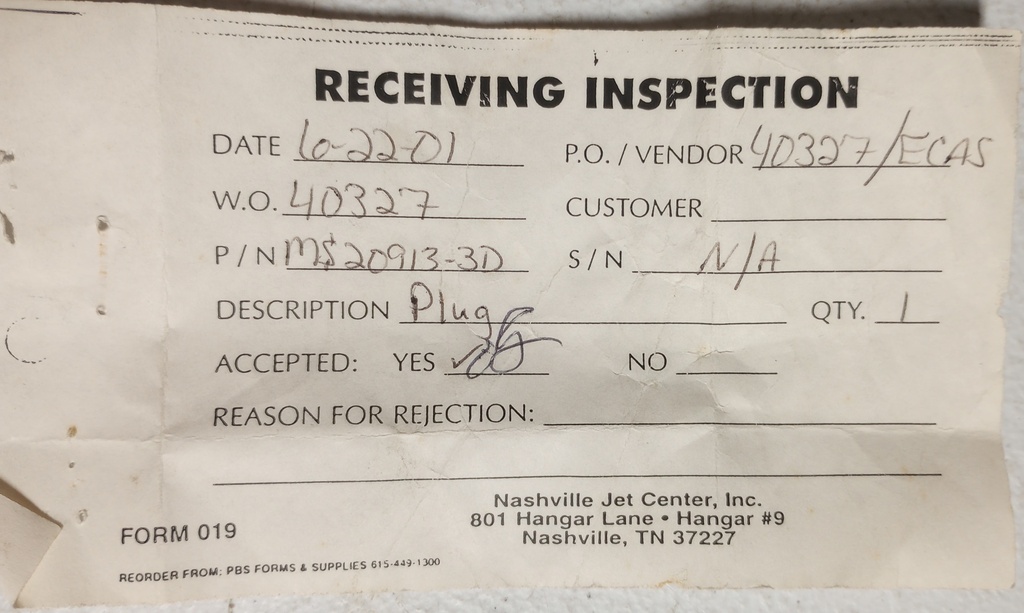 RECEIVING INSPECTION
DATE 6-22-01 P.O. / VENDOR 40327/ECAS
W.O. 40327 CUSTOMER
P / N MS20913-3D S / N N/A
DESCRIPTION Plug QTY. 1
ACCEPTED: YES ✓ NO
REASON FOR REJECTION:
Nashville Jet Center, Inc.
801 Hangar Lane • Hangar #9
Nashville, TN 37227
FORM 019
REORDER FROM: PBS FORMS & SUPPLIES 615-449-1300